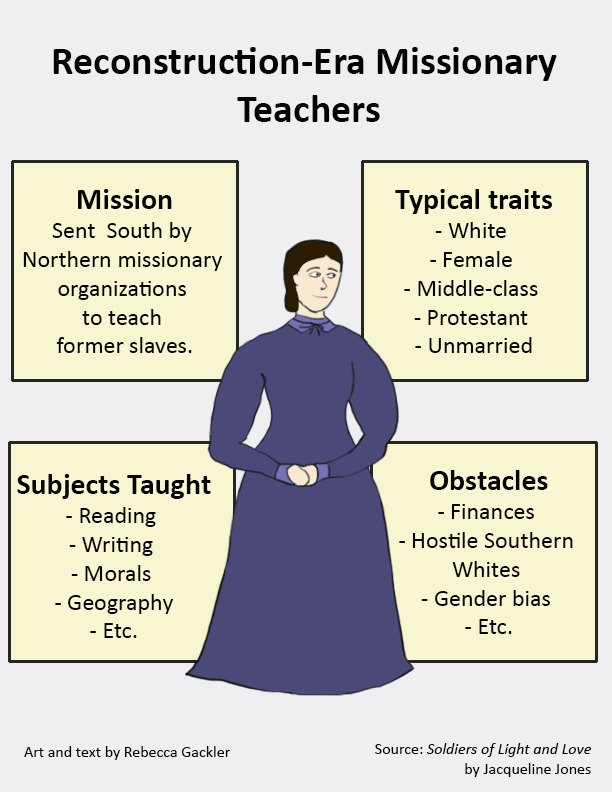 Reconstruction-Era Missionary
Teachers
Mission
Sent South by
Northern missionary
organizations
to teach
former slaves.
Typical traits
- White
- Female
- Middle-class
- Protestant
- Unmarried
Subjects Taught
- Reading
- Writing
- Morals
- Geography
- Etc.
Obstacles
- Finances
- Hostile Southern
Whites
- Gender bias
- Etc.
Art and text by Rebecca Gackler
Source: Soldiers of Light and Love
by Jacqueline Jones